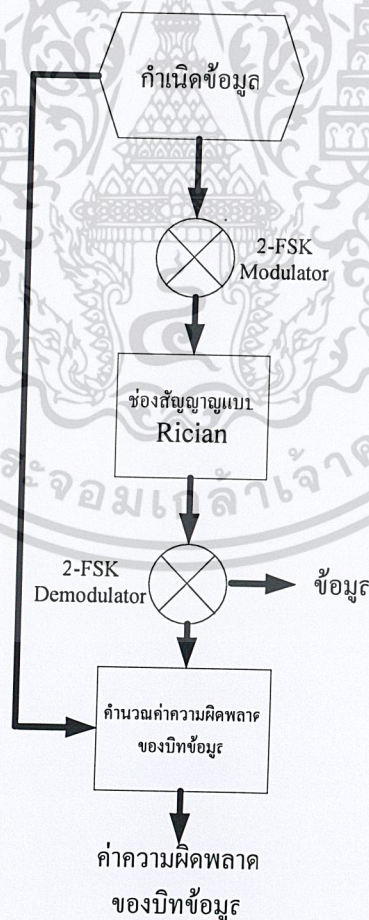 กำเนิดข้อมูล
2-FSK
Modulator
ช่องสัญญาญแบบ
Rician
2-FSK
Demodulator
ข้อมูล
คำนวณค่าความผิดพลาด
ของบิทข้อมูล
ค่าความผิดพลาด
ของบิทข้อมูล